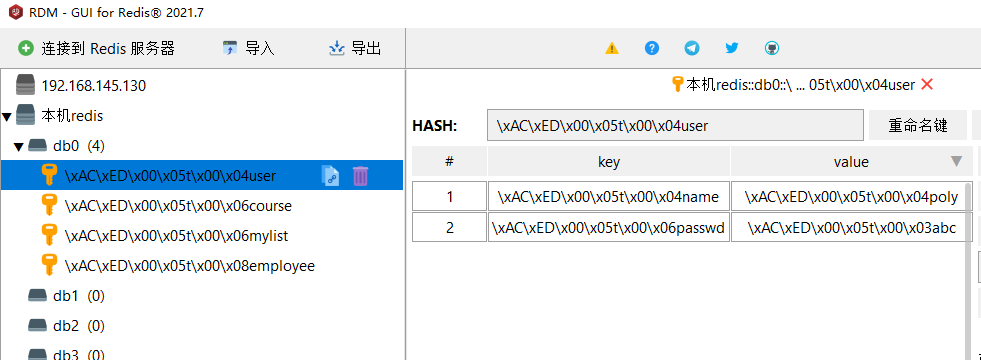 RDM - GUI for Redis® 2021.7
连接到 Redis 服务器 导入 导出
192.168.145.130
本机redis
db0 (4)
\xAC\xED\x00\x05t\x00\x04user
\xAC\xED\x00\x05t\x00\x06course
\xAC\xED\x00\x05t\x00\x06mylist
\xAC\xED\x00\x05t\x00\x08employee
db1 (0)
db2 (0)
db3 (0)
本机redis::db0::\ ... 05t\x00\x04user
HASH: \xAC\xED\x00\x05t\x00\x04user 重命名键
# key value
1 \xAC\xED\x00\x05t\x00\x04name \xAC\xED\x00\x05t\x00\x04poly
2 \xAC\xED\x00\x05t\x00\x06passwd \xAC\xED\x00\x05t\x00\x03abc